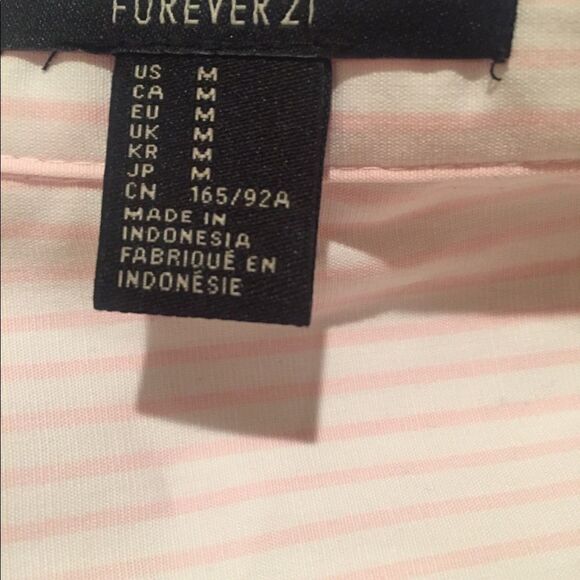 FOREVER 21
US M
CA M
EU M
UK M
KR M
JP M
CN 165/92A
MADE IN
INDONESIA
FABRIQUÉ EN
INDONÉSIE